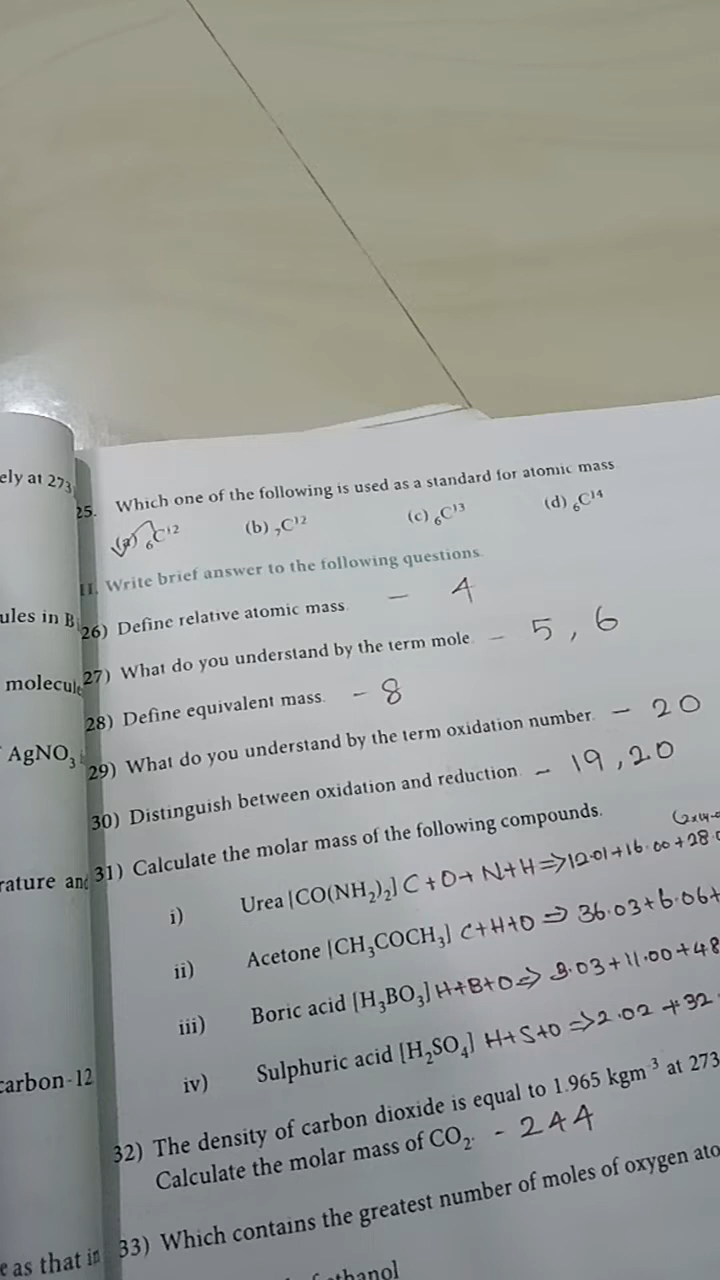 ely at 273
ules in B
molecule
AgNO₃
rature and
carbon-12
e as that in
25. Which one of the following is used as a standard for atomic mass
(a) ₆C¹² (b) ₇C¹² (c) ₆C¹³ (d) ₆C¹⁴
II. Write brief answer to the following questions.
26) Define relative atomic mass. - 4
27) What do you understand by the term mole. - 5, 6
28) Define equivalent mass. - 8
29) What do you understand by the term oxidation number. - 20
30) Distinguish between oxidation and reduction. - 19, 20
31) Calculate the molar mass of the following compounds.
i) Urea [CO(NH₂)₂] C + O + N + H ⇒ 12.01 + 16.00 + 28.0
ii) Acetone [CH₃COCH₃] C+H+O ⇒ 36.03 + 6.06 +
iii) Boric acid [H₃BO₃] H+B+O ⇒ 3.03 + 11.00 + 48
iv) Sulphuric acid [H₂SO₄] H+S+O ⇒ 2.02 + 32.
32) The density of carbon dioxide is equal to 1.965 kgm⁻³ at 273
Calculate the molar mass of CO₂. - 244
33) Which contains the greatest number of moles of oxygen ato